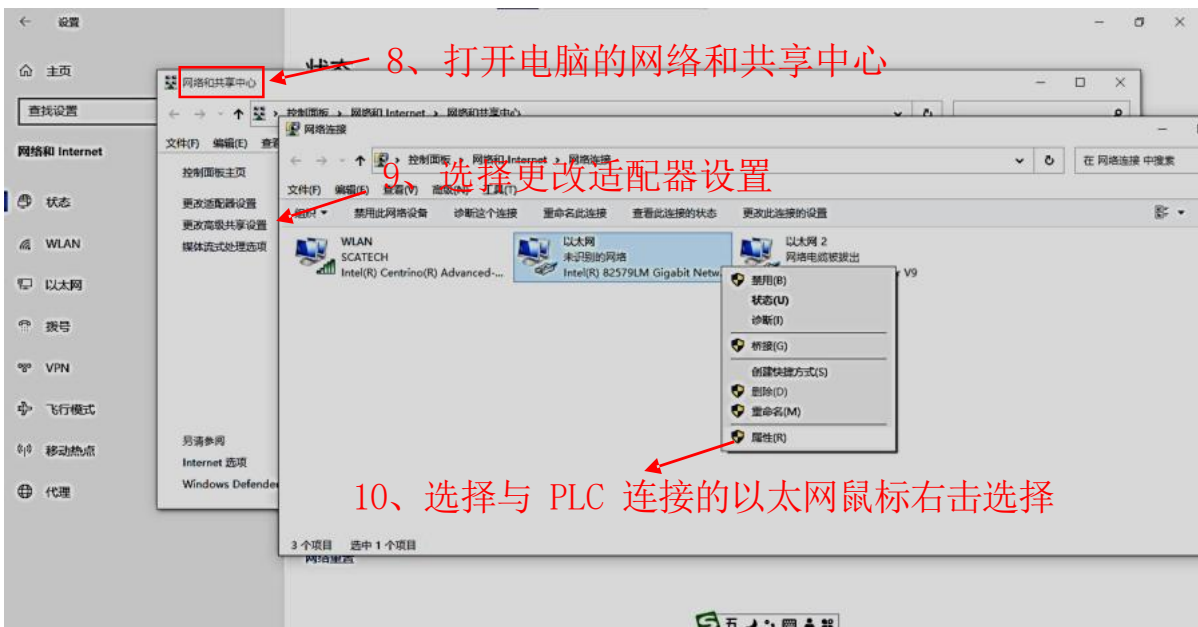 设置
主页
查找设置
网络和 Internet
状态
WLAN
以太网
拨号
VPN
飞行模式
移动热点
代理
状态
8、打开电脑的网络和共享中心
网络和共享中心
控制面板 › 网络和 Internet › 网络和共享中心
文件(F) 编辑(E) 查看
控制面板主页
更改适配器设置
更改高级共享设置
媒体流式处理选项
另请参阅
Internet 选项
Windows Defender
网络连接
控制面板 › 网络和 Internet › 网络连接
在 网络连接 中搜索
9、选择更改适配器设置
文件(F) 编辑(E) 查看(V) 高级(N) 工具(T)
组织 禁用此网络设备 诊断这个连接 重命名此连接 查看此连接的状态 更改此连接的设置
WLAN
SCATECH
Intel(R) Centrino(R) Advanced-...
以太网
未识别的网络
Intel(R) 82579LM Gigabit Netw
以太网 2
网络电缆被拔出
V9
禁用(B)
状态(U)
诊断(I)
桥接(G)
创建快捷方式(S)
删除(D)
重命名(M)
属性(R)
10、选择与 PLC 连接的以太网鼠标右击选择
3 个项目 选中 1 个项目
网络重置
五